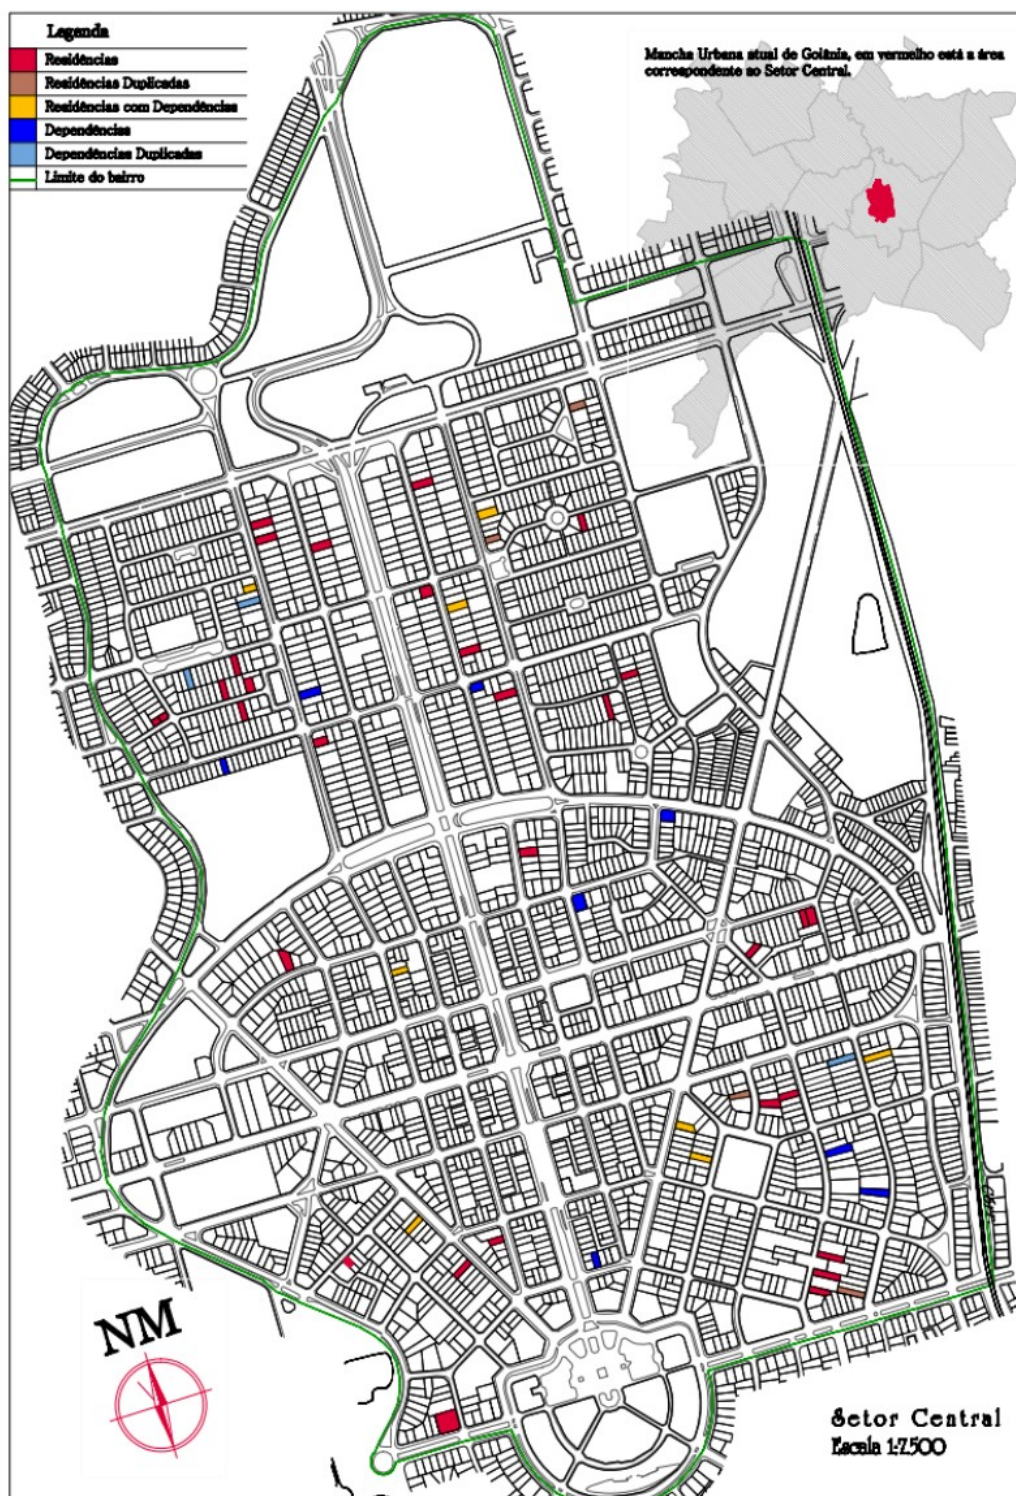 Legenda
Residências
Residências Duplicadas
Residências com Dependências
Dependências
Dependências Duplicadas
Limite do bairro
Mancha Urbana atual de Goiânia, em vermelho está a área
correspondente ao Setor Central.
NM
Setor Central
Escala 1:7.500